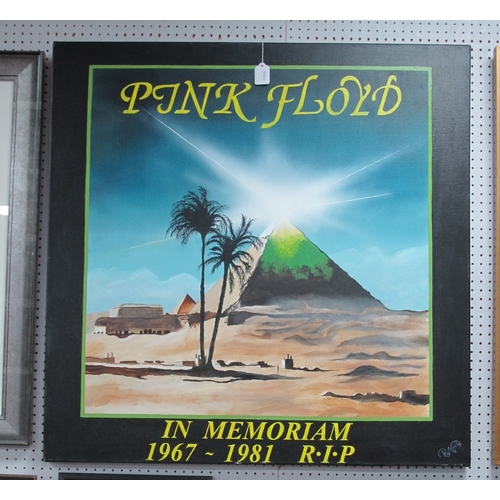 PINK FLOYD
IN MEMORIAM
1967 ~ 1981 R·I·P